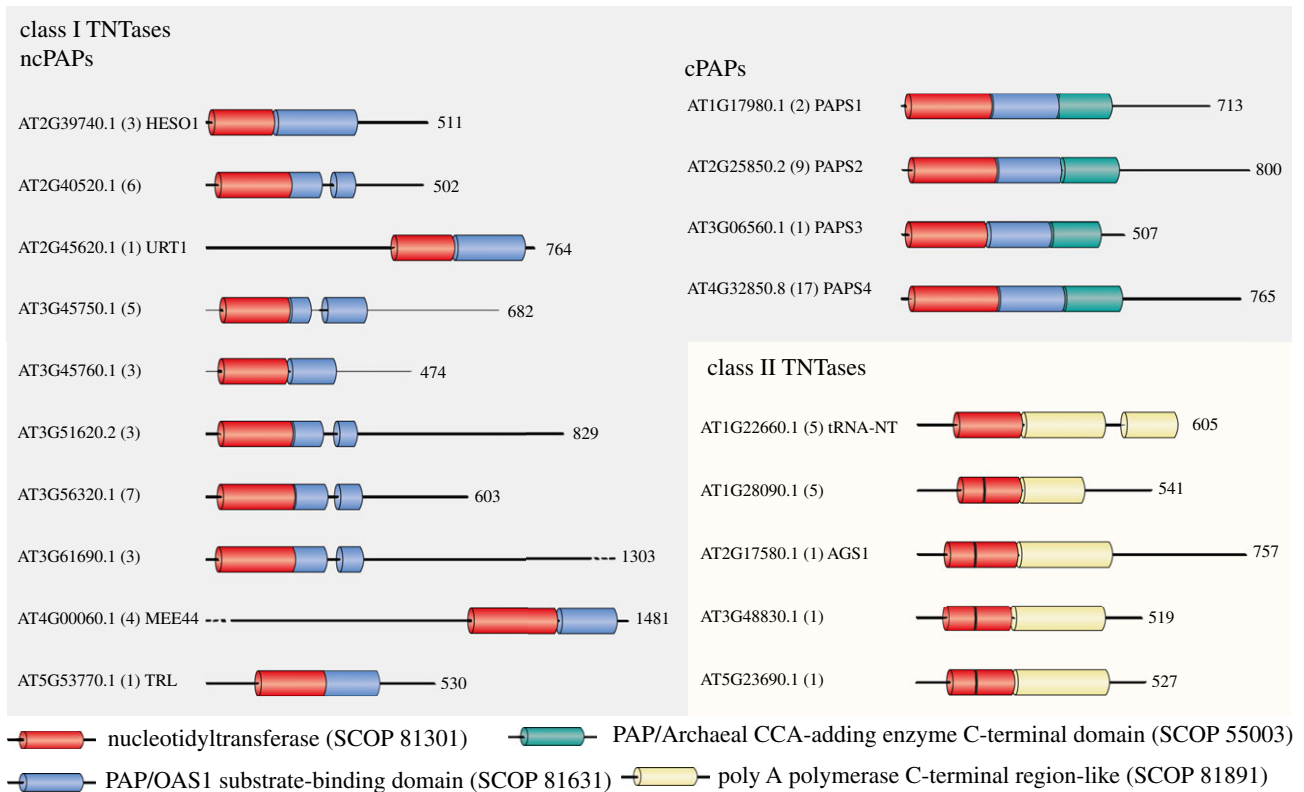 class I TNTases
ncPAPs
AT2G39740.1 (3) HESO1 511
AT2G40520.1 (6) 502
AT2G45620.1 (1) URT1 764
AT3G45750.1 (5) 682
AT3G45760.1 (3) 474
AT3G51620.2 (3) 829
AT3G56320.1 (7) 603
AT3G61690.1 (3) 1303
AT4G00060.1 (4) MEE44 1481
AT5G53770.1 (1) TRL 530
cPAPs
AT1G17980.1 (2) PAPS1 713
AT2G25850.2 (9) PAPS2 800
AT3G06560.1 (1) PAPS3 507
AT4G32850.8 (17) PAPS4 765
class II TNTases
AT1G22660.1 (5) tRNA-NT 605
AT1G28090.1 (5) 541
AT2G17580.1 (1) AGS1 757
AT3G48830.1 (1) 519
AT5G23690.1 (1) 527
nucleotidyltransferase (SCOP 81301)
PAP/Archaeal CCA-adding enzyme C-terminal domain (SCOP 55003)
PAP/OAS1 substrate-binding domain (SCOP 81631)
poly A polymerase C-terminal region-like (SCOP 81891)